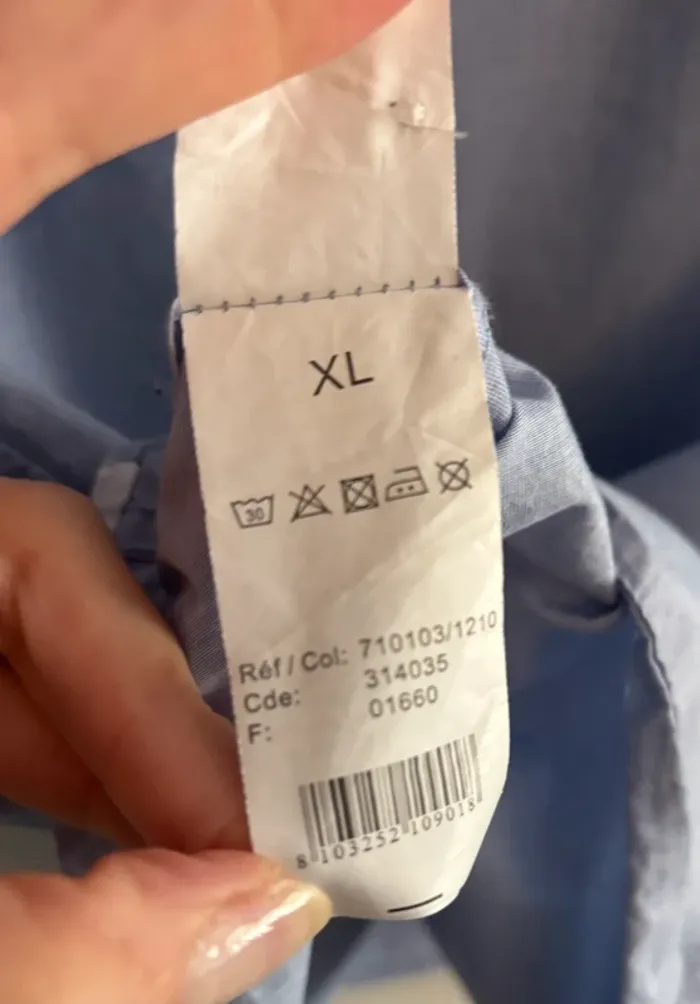 XL
30
Réf / Col: 710103/1210
Cde: 314035
F: 01660
8 103252 109018